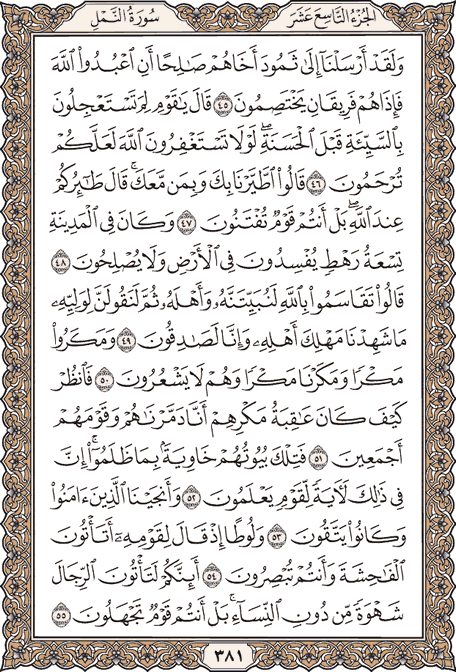 سُورَةُ النَّمْلِ الجُزْءُ التَّاسِعَ عَشَرَ
وَلَقَدْ أَرْسَلْنَآ إِلَىٰ ثَمُودَ أَخَاهُمْ صَٰلِحًا أَنِ ٱعْبُدُوا۟ ٱللَّهَ
فَإِذَا هُمْ فَرِيقَانِ يَخْتَصِمُونَ ٤٥ قَالَ يَٰقَوْمِ لِمَ تَسْتَعْجِلُونَ
بِٱلسَّيِّئَةِ قَبْلَ ٱلْحَسَنَةِ ۖ لَوْلَا تَسْتَغْفِرُونَ ٱللَّهَ لَعَلَّكُمْ
تُرْحَمُونَ ٤٦ قَالُوا۟ ٱطَّيَّرْنَا بِكَ وَبِمَن مَّعَكَ ۚ قَالَ طَٰٓئِرُكُمْ
عِندَ ٱللَّهِ ۖ بَلْ أَنتُمْ قَوْمٌ تُفْتَنُونَ ٤٧ وَكَانَ فِى ٱلْمَدِينَةِ
تِسْعَةُ رَهْطٍ يُفْسِدُونَ فِى ٱلْأَرْضِ وَلَا يُصْلِحُونَ ٤٨
قَالُوا۟ تَقَاسَمُوا۟ بِٱللَّهِ لَنُبَيِّتَنَّهُۥ وَأَهْلَهُۥ ثُمَّ لَنَقُولَنَّ لِوَلِيِّهِۦ
مَا شَهِدْنَا مَهْلِكَ أَهْلِهِۦ وَإِنَّا لَصَٰدِقُونَ ٤٩ وَمَكَرُوا۟
مَكْرًا وَمَكَرْنَا مَكْرًا وَهُمْ لَا يَشْعُرُونَ ٥٠ فَٱنظُرْ
كَيْفَ كَانَ عَٰقِبَةُ مَكْرِهِمْ أَنَّا دَمَّرْنَٰهُمْ وَقَوْمَهُمْ
أَجْمَعِينَ ٥١ فَتِلْكَ بُيُوتُهُمْ خَاوِيَةًۢ بِمَا ظَلَمُوٓا۟ ۗ إِنَّ
فِى ذَٰلِكَ لَءَايَةً لِّقَوْمٍ يَعْلَمُونَ ٥٢ وَأَنجَيْنَا ٱلَّذِينَ ءَامَنُوا۟
وَكَانُوا۟ يَتَّقُونَ ٥٣ وَلُوطًا إِذْ قَالَ لِقَوْمِهِۦٓ أَتَأْتُونَ
ٱلْفَٰحِشَةَ وَأَنتُمْ تُبْصِرُونَ ٥٤ أَئِنَّكُمْ لَتَأْتُونَ ٱلرِّجَالَ
شَهْوَةً مِّن دُونِ ٱلنِّسَآءِ ۚ بَلْ أَنتُمْ قَوْمٌ تَجْهَلُونَ ٥٥
٣٨١